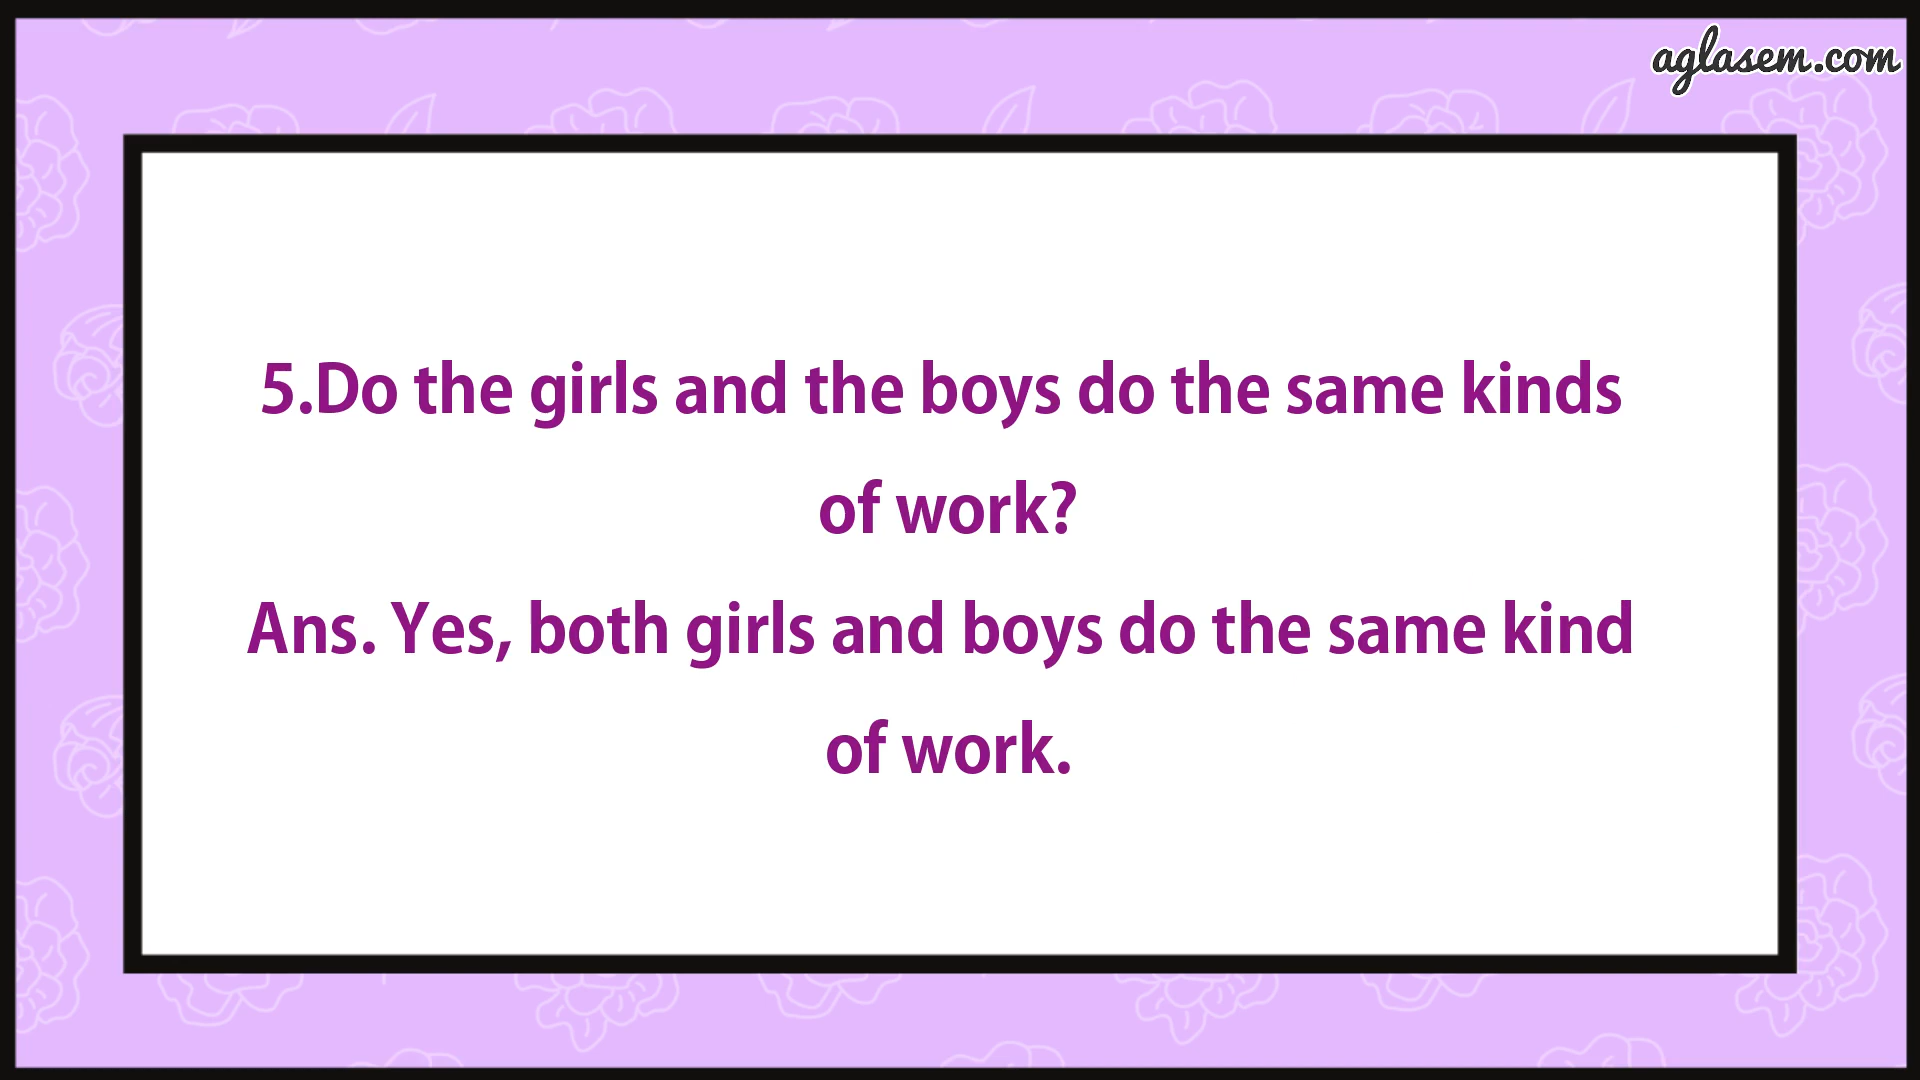 aglasem.com
5.Do the girls and the boys do the same kinds
of work?
Ans. Yes, both girls and boys do the same kind
of work.